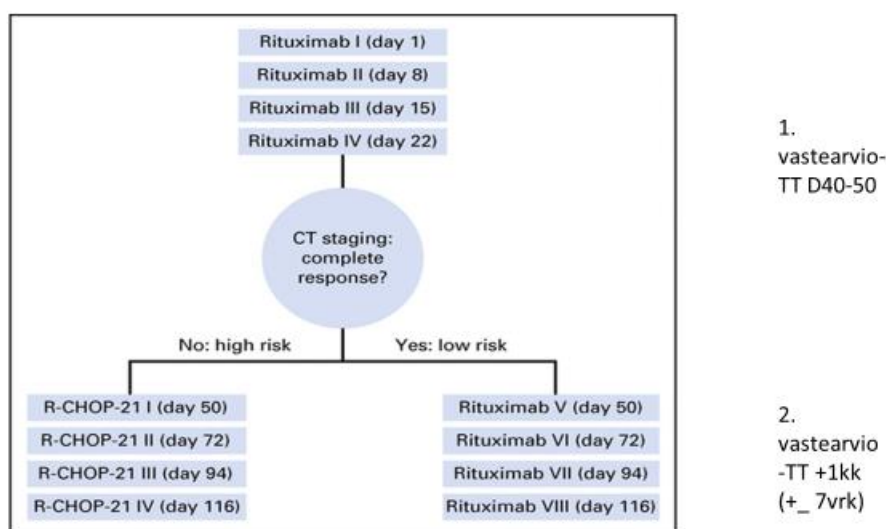 Rituximab I (day 1)
Rituximab II (day 8)
Rituximab III (day 15)
Rituximab IV (day 22)
1.
vastearvio-
TT D40-50
CT staging:
complete
response?
No: high risk
Yes: low risk
R-CHOP-21 I (day 50)
R-CHOP-21 II (day 72)
R-CHOP-21 III (day 94)
R-CHOP-21 IV (day 116)
Rituximab V (day 50)
Rituximab VI (day 72)
Rituximab VII (day 94)
Rituximab VIII (day 116)
2.
vastearvio
-TT +1kk
(+_ 7vrk)